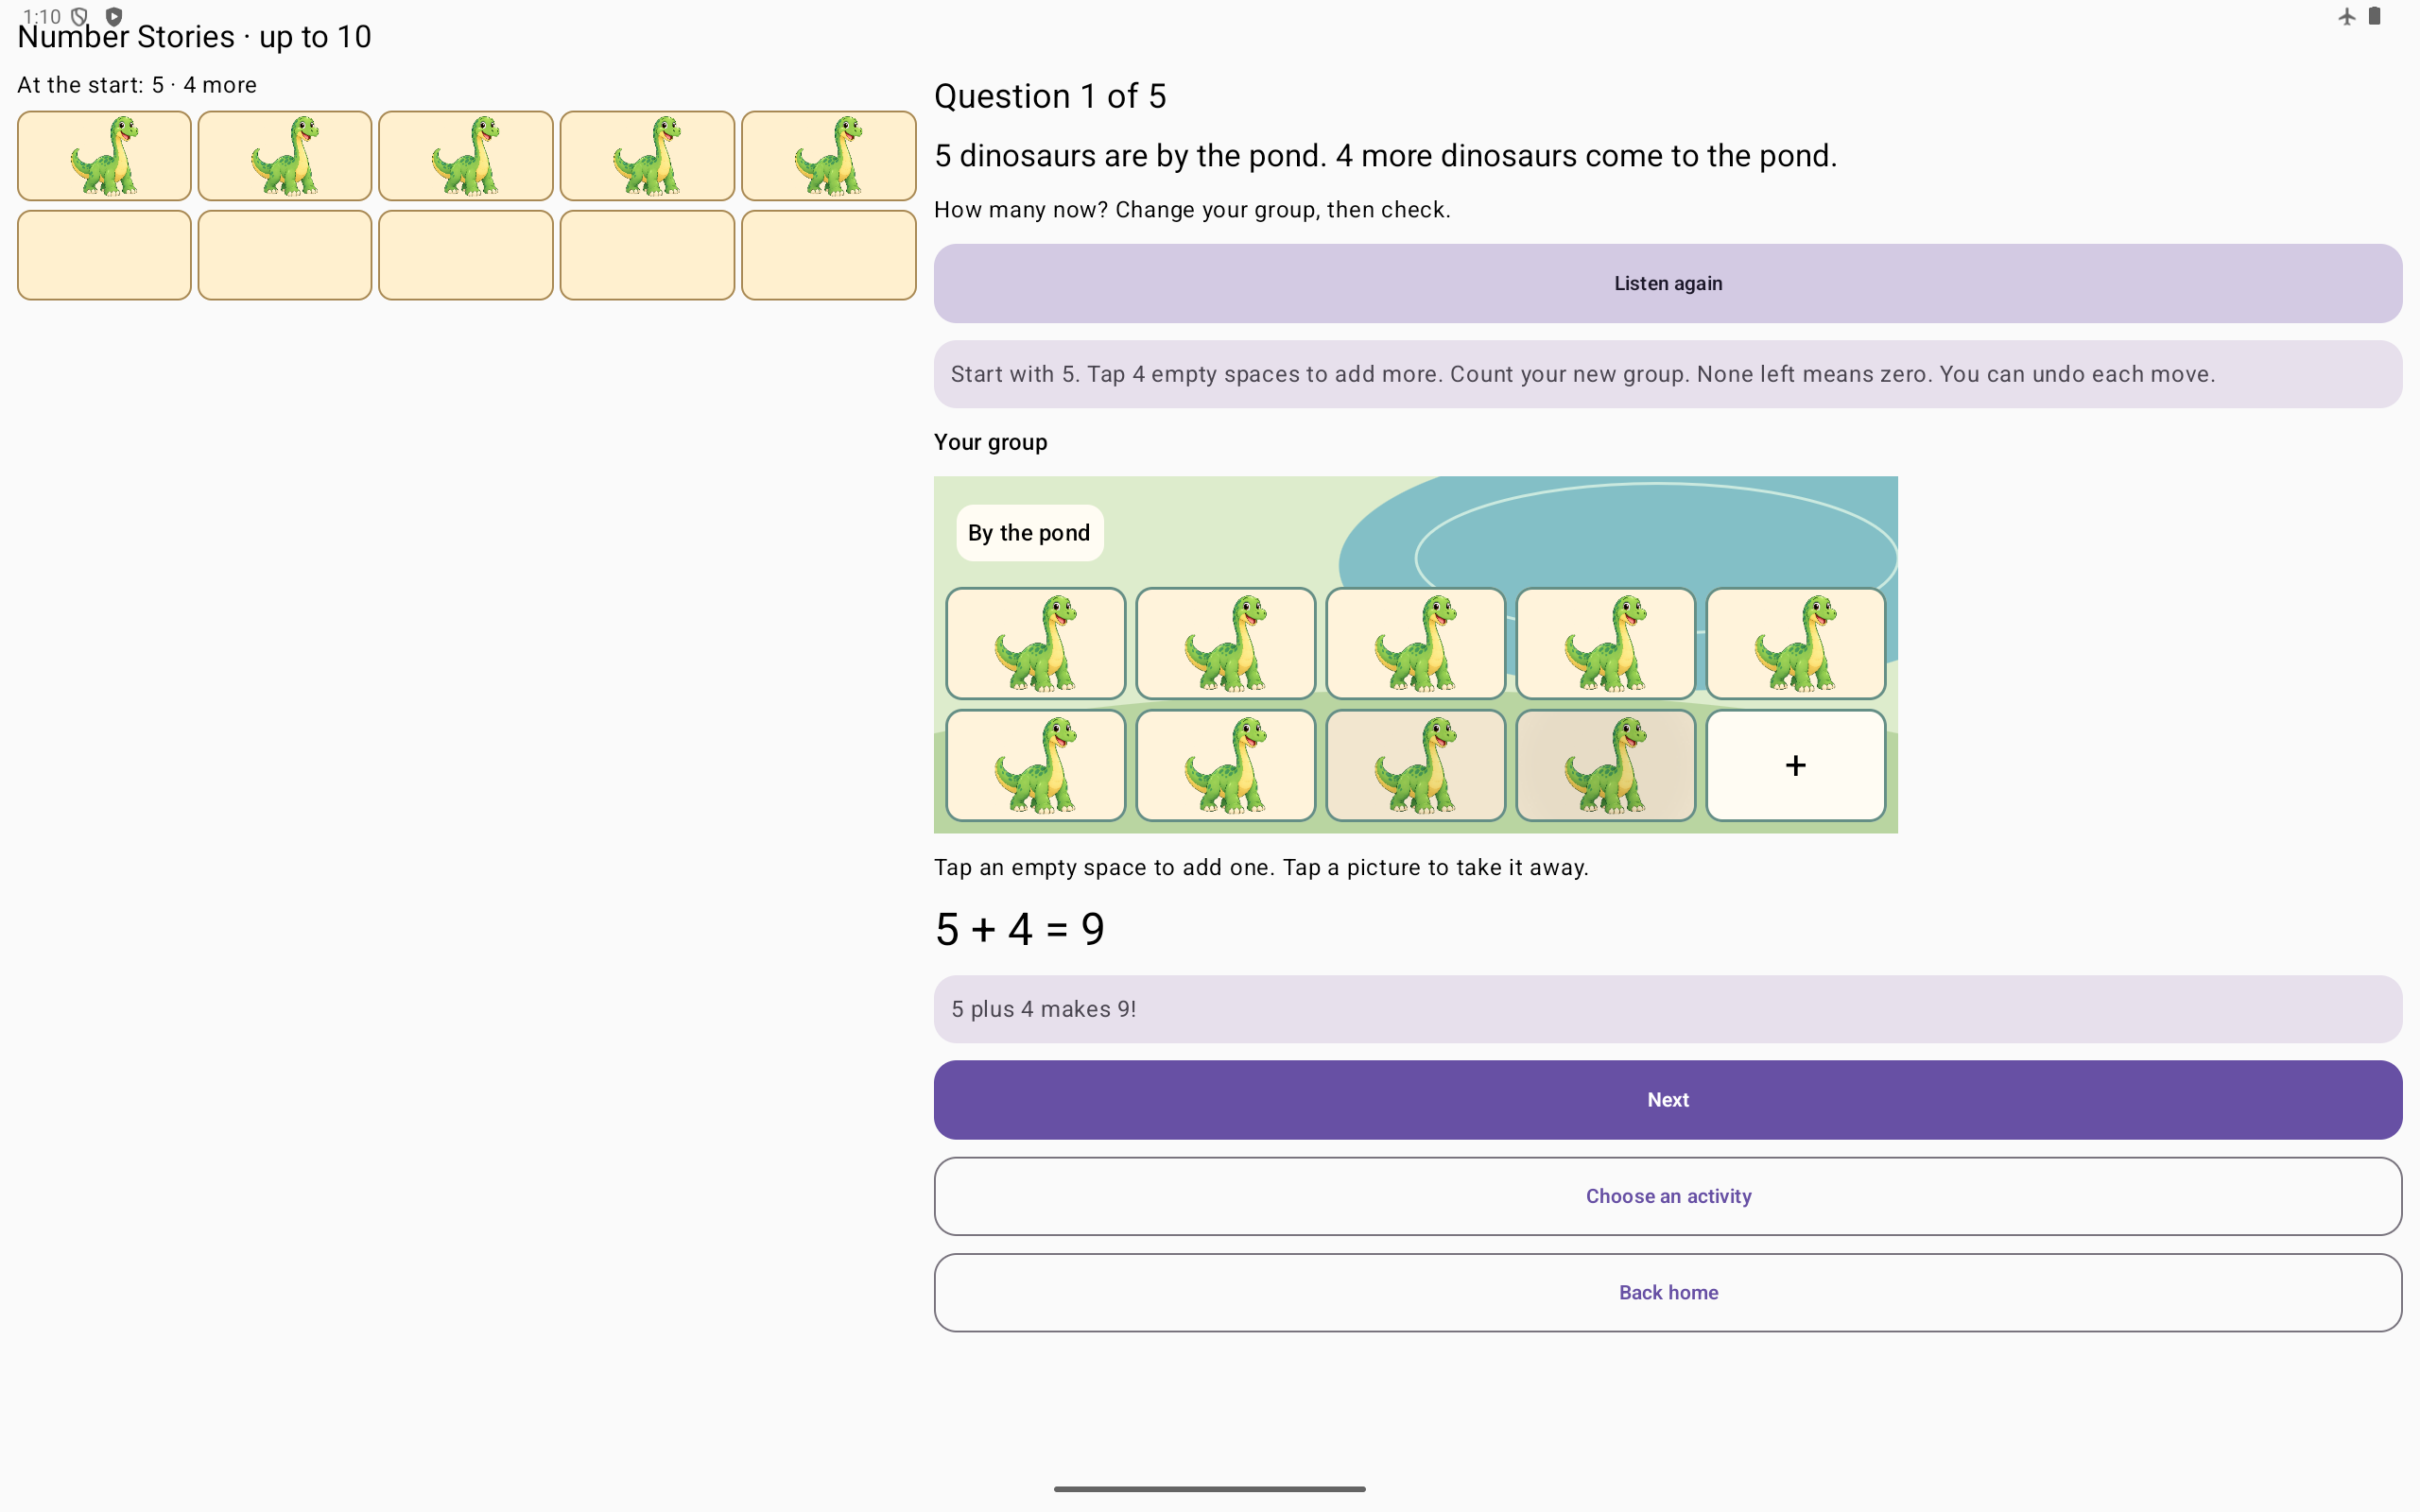 1:10
Number Stories · up to 10
At the start: 5 · 4 more
Question 1 of 5
5 dinosaurs are by the pond. 4 more dinosaurs come to the pond.
How many now? Change your group, then check.
Listen again
Start with 5. Tap 4 empty spaces to add more. Count your new group. None left means zero. You can undo each move.
Your group
By the pond
+
Tap an empty space to add one. Tap a picture to take it away.
5 + 4 = 9
5 plus 4 makes 9!
Next
Choose an activity
Back home